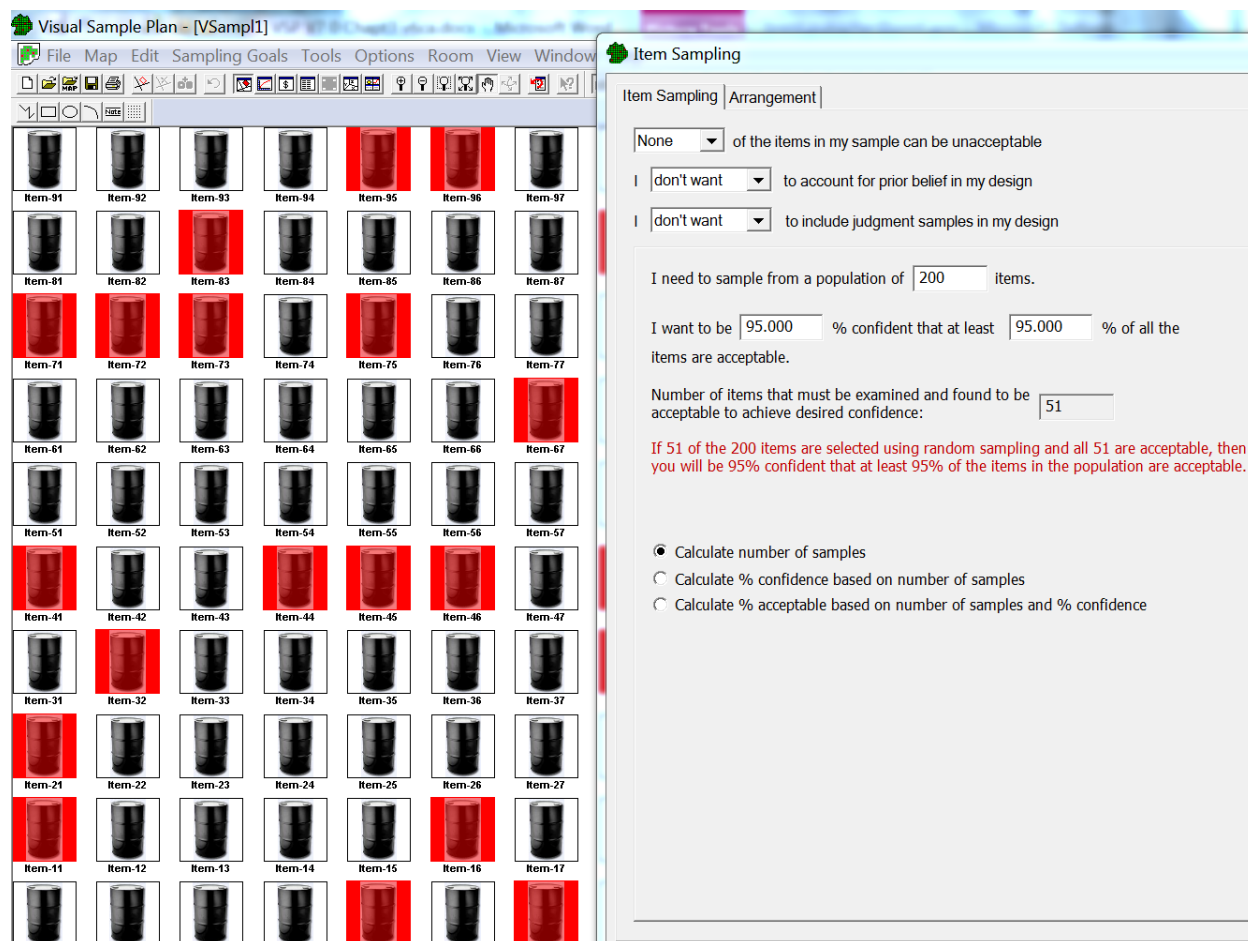 Visual Sample Plan - [VSampl1]
File Map Edit Sampling Goals Tools Options Room View Window
MAP
Note
Item-91 Item-92 Item-93 Item-94 Item-95 Item-96 Item-97
Item-81 Item-82 Item-83 Item-84 Item-85 Item-86 Item-87
Item-71 Item-72 Item-73 Item-74 Item-75 Item-76 Item-77
Item-61 Item-62 Item-63 Item-64 Item-65 Item-66 Item-67
Item-51 Item-52 Item-53 Item-54 Item-55 Item-56 Item-57
Item-41 Item-42 Item-43 Item-44 Item-45 Item-46 Item-47
Item-31 Item-32 Item-33 Item-34 Item-35 Item-36 Item-37
Item-21 Item-22 Item-23 Item-24 Item-25 Item-26 Item-27
Item-11 Item-12 Item-13 Item-14 Item-15 Item-16 Item-17
Item Sampling
Item Sampling Arrangement
None of the items in my sample can be unacceptable
I don't want to account for prior belief in my design
I don't want to include judgment samples in my design
I need to sample from a population of 200 items.
I want to be 95.000 % confident that at least 95.000 % of all the
items are acceptable.
Number of items that must be examined and found to be
acceptable to achieve desired confidence: 51
If 51 of the 200 items are selected using random sampling and all 51 are acceptable, then
you will be 95% confident that at least 95% of the items in the population are acceptable.
Calculate number of samples
Calculate % confidence based on number of samples
Calculate % acceptable based on number of samples and % confidence